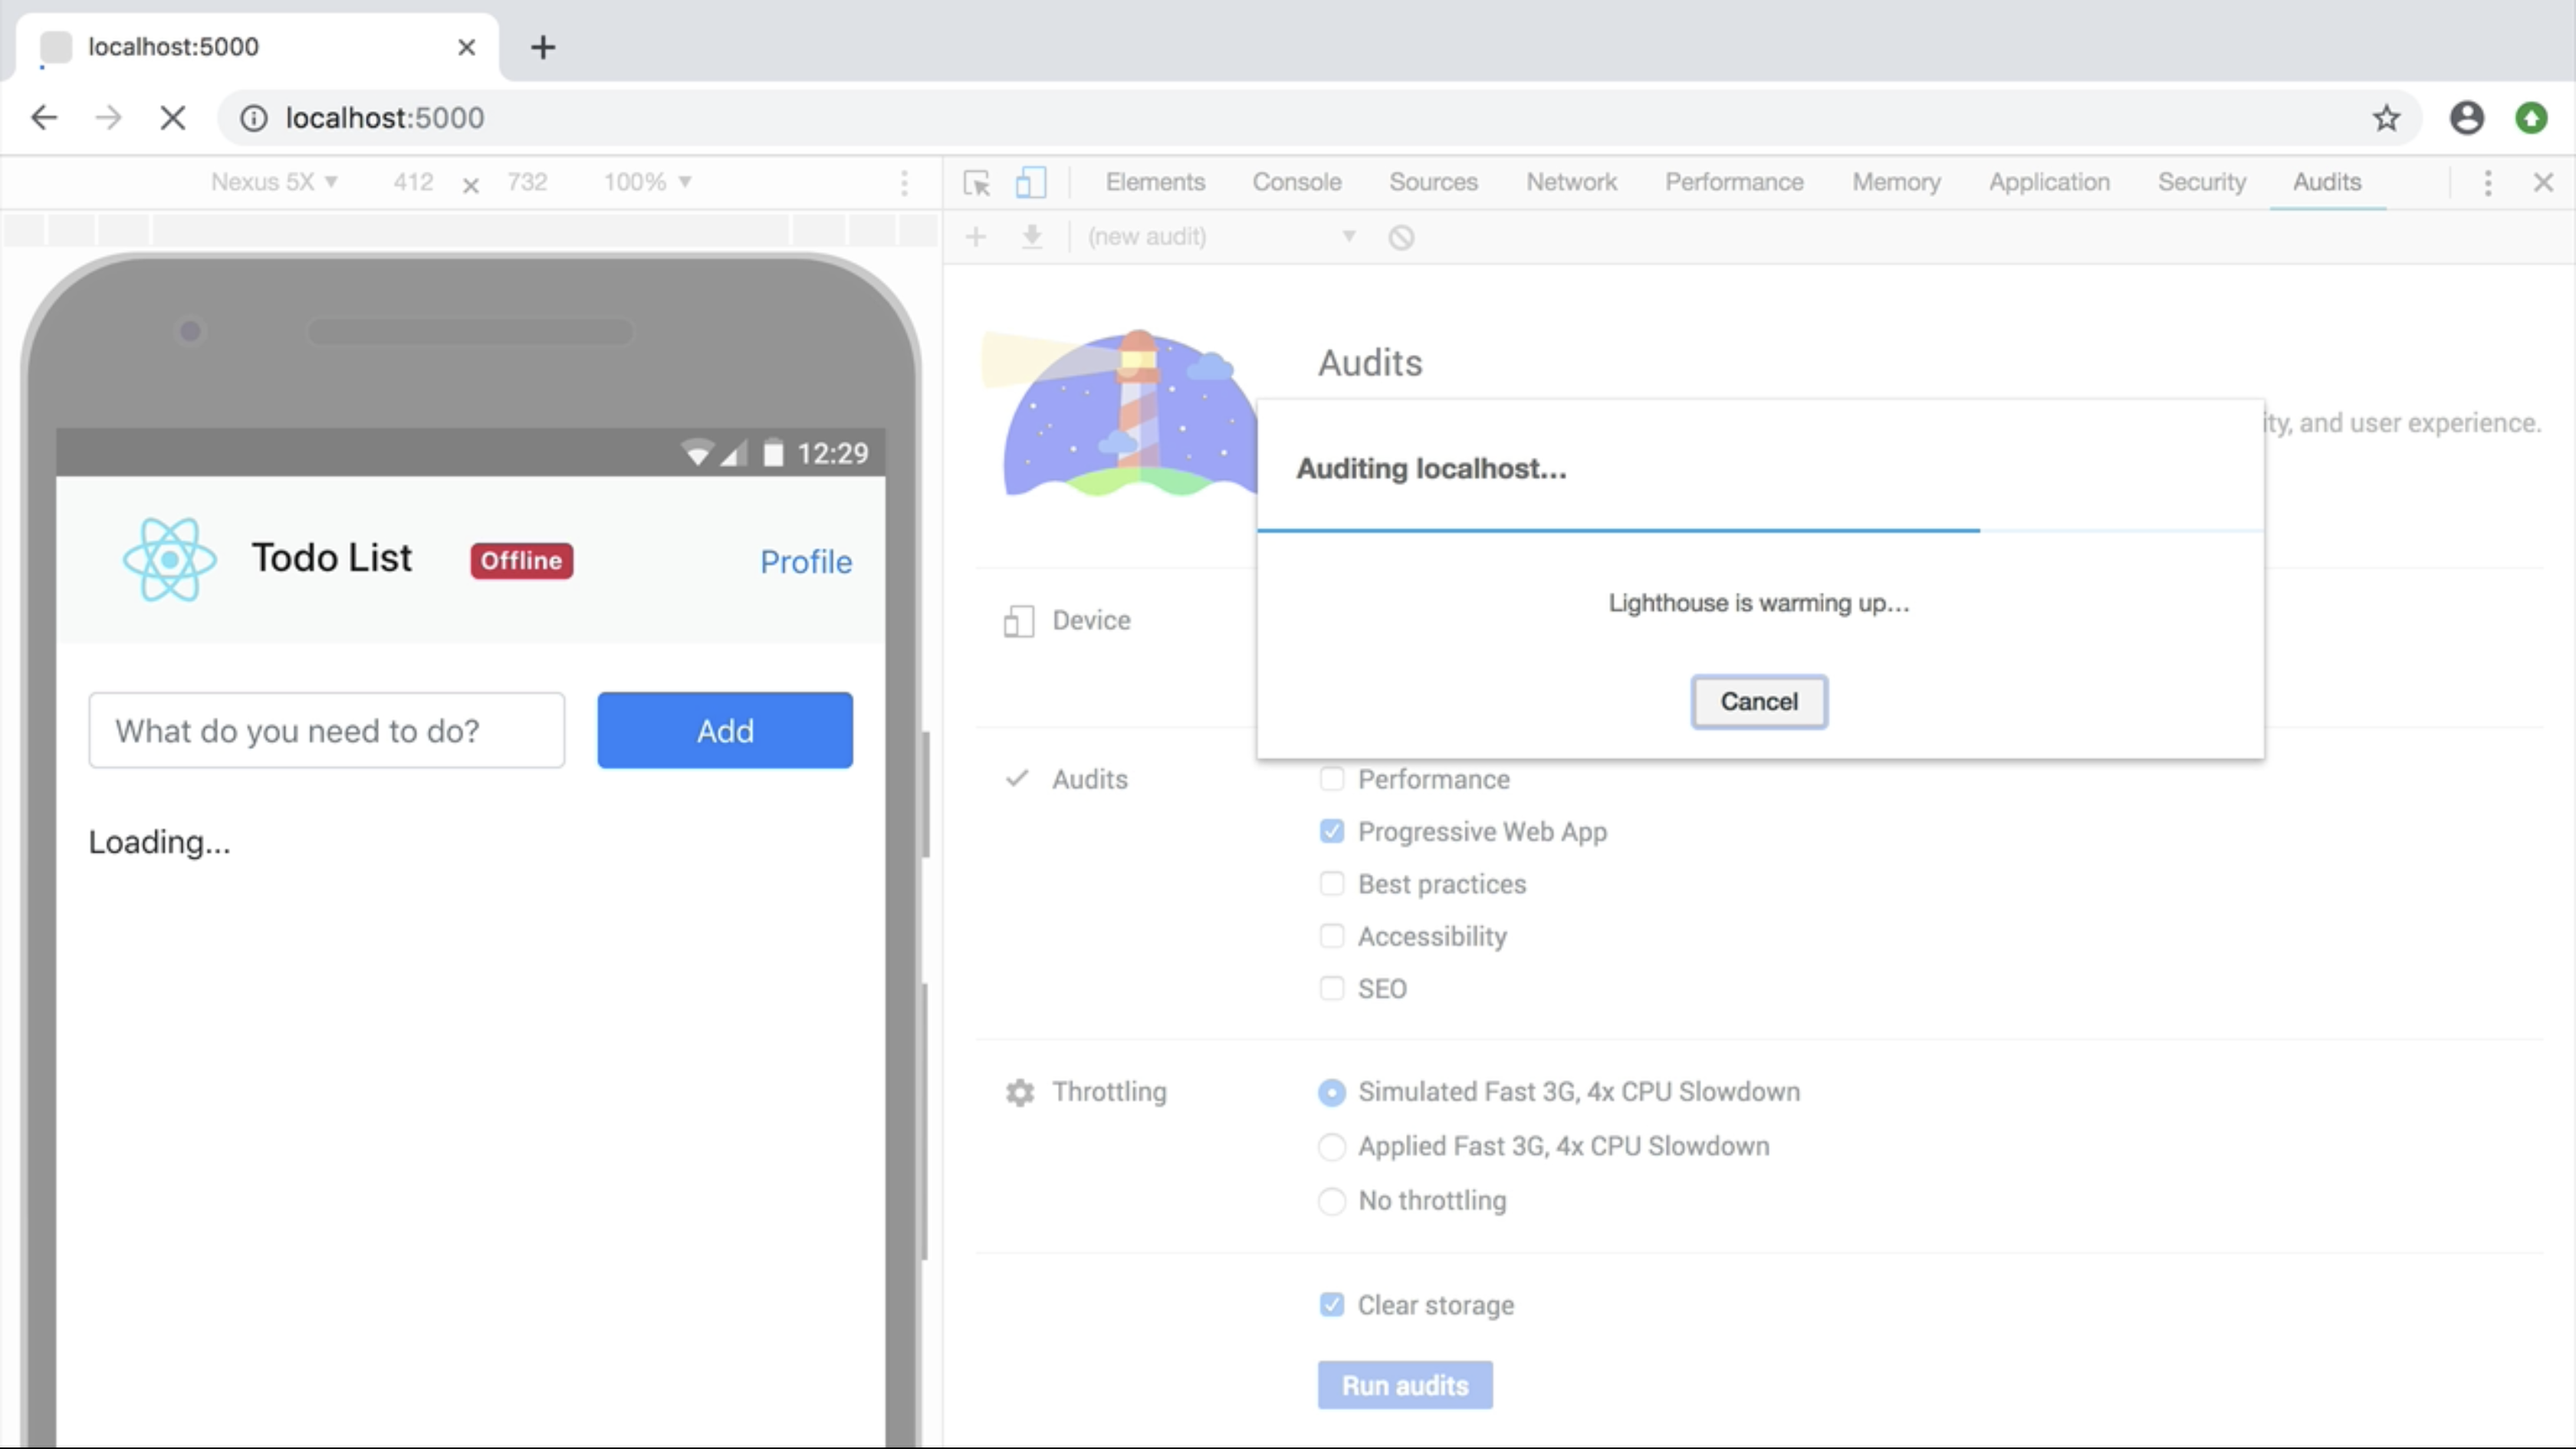 localhost:5000
localhost:5000
Nexus 5X ▼ 412 × 732 100% ▼
Elements Console Sources Network Performance Memory Application Security Audits
(new audit)
12:29
Todo List Offline Profile
What do you need to do? Add
Loading...
Audits
ity, and user experience.
Auditing localhost...
Lighthouse is warming up...
Cancel
Device
Audits
Performance
Progressive Web App
Best practices
Accessibility
SEO
Throttling
Simulated Fast 3G, 4x CPU Slowdown
Applied Fast 3G, 4x CPU Slowdown
No throttling
Clear storage
Run audits